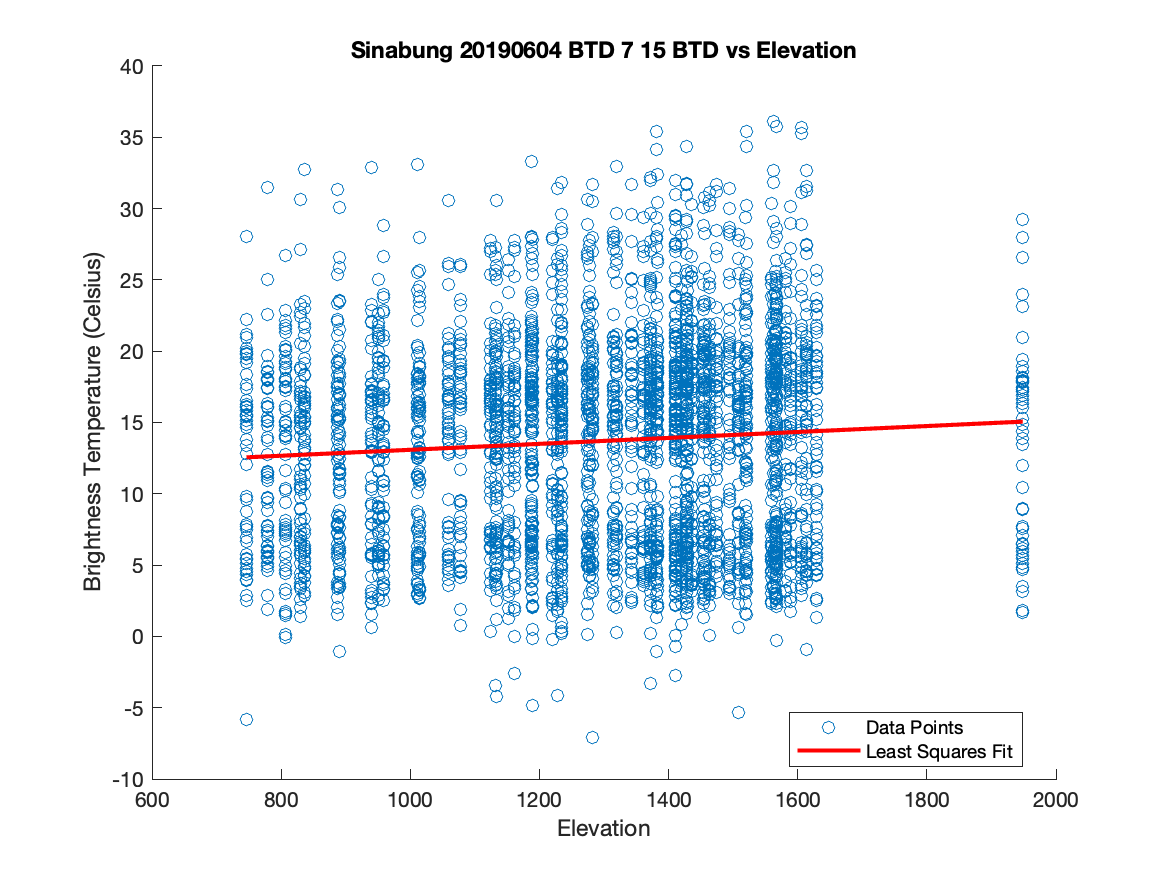 Sinabung 20190604 BTD 7 15 BTD vs Elevation
40
35
30
25
20
15
10
5
0
-5
-10
Brightness Temperature (Celsius)
Data Points
Least Squares Fit
600 800 1000 1200 1400 1600 1800 2000
Elevation